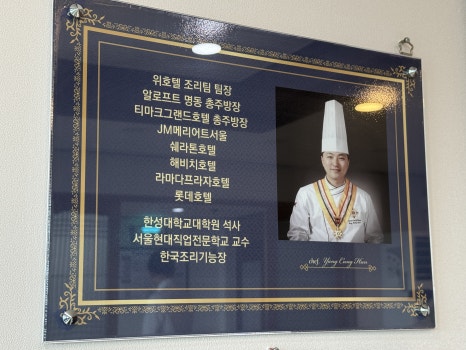 위호텔 조리팀 팀장
알로프트 명동 총주방장
티마크그랜드호텔 총주방장
JM메리어트서울
쉐라톤호텔
해비치호텔
라마다프라자호텔
롯데호텔
한성대학교대학원 석사
서울현대직업전문학교 교수
한국조리기능장